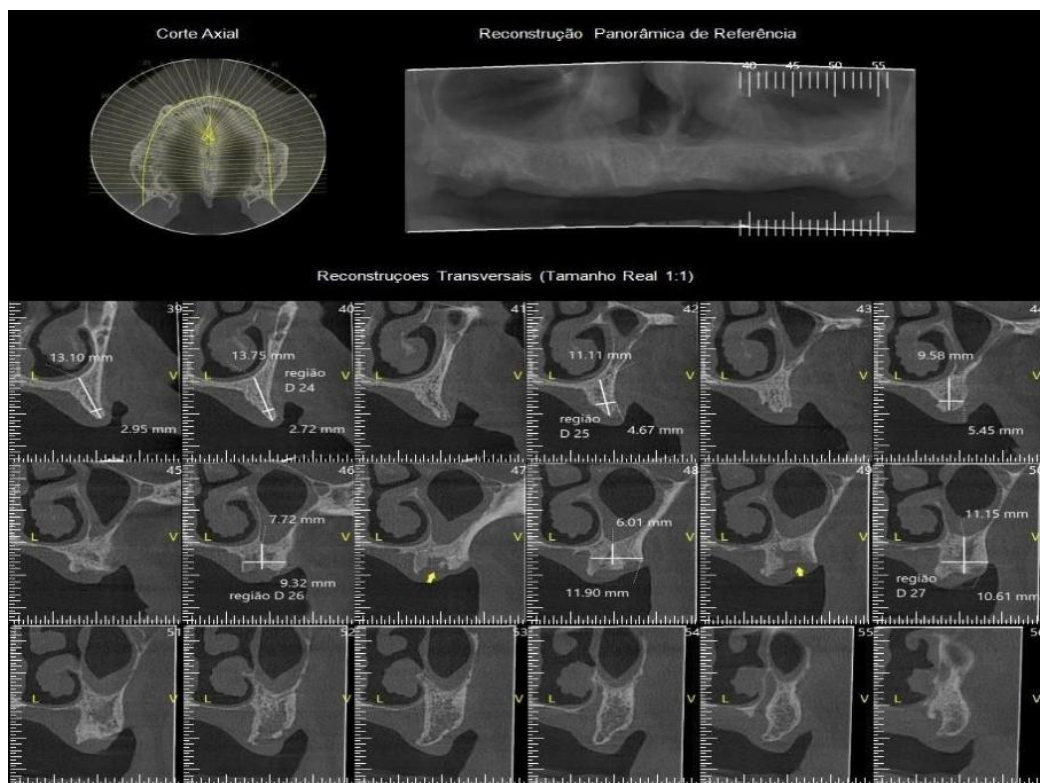 Corte Axial
Reconstrução Panorâmica de Referência
40 45 50 55
Reconstruçoes Transversais (Tamanho Real 1:1)
39 40 41 42 43 44
13.10 mm
L V
2.95 mm
13.75 mm
região
D 24
L V
2.72 mm
L V
11.11 mm
L V
região
D 25
4.67 mm
L V
9.58 mm
L V
5.45 mm
45 46 47 48 49 50
L V
7.72 mm
L V
9.32 mm
região D 26
L V
6.01 mm
L V
11.90 mm
L V
11.15 mm
L V
região
D 27
10.61 mm
51 52 53 54 55 56
L V
L V
L V
L V
L V
L V